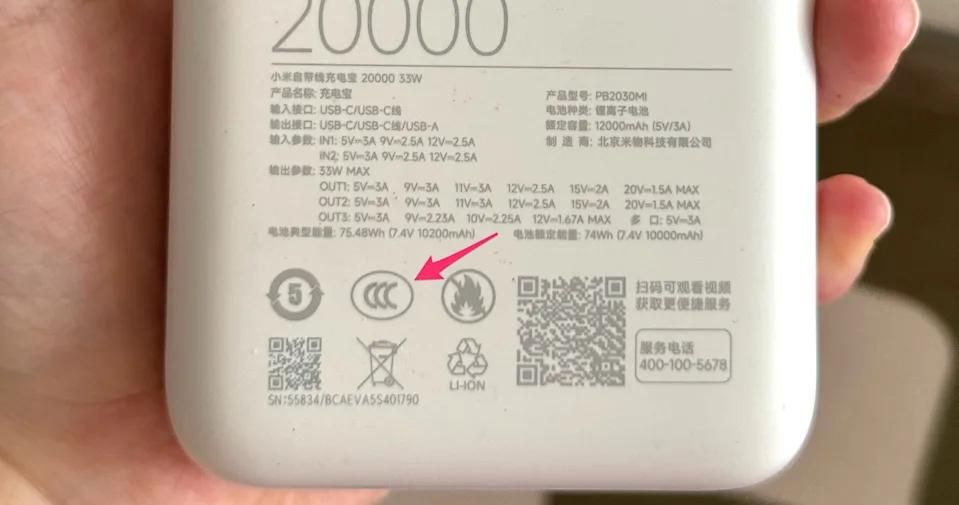 20000
小米自带线充电宝 20000 33W
产品名称: 充电宝
产品型号: PB2030MI
输入接口: USB-C/USB-C线
电池种类: 锂离子电池
输出接口: USB-C/USB-C线/USB-A
额定容量: 12000mAh (5V/3A)
输入参数: IN1: 5V⎓3A 9V⎓2.5A 12V⎓2.5A
制 造 商: 北京米物科技有限公司
IN2: 5V⎓3A 9V⎓2.5A 12V⎓2.5A
输出参数: 33W MAX
OUT1: 5V⎓3A 9V⎓3A 11V⎓3A 12V⎓2.5A 15V⎓2A 20V⎓1.5A MAX
OUT2: 5V⎓3A 9V⎓3A 11V⎓3A 12V⎓2.5A 15V⎓2A 20V⎓1.5A MAX
OUT3: 5V⎓3A 9V⎓2.23A 10V⎓2.25A 12V⎓1.67A MAX 多 口: 5V⎓3A
电池典型能量: 75.48Wh (7.4V 10200mAh) 电池额定能量: 74Wh (7.4V 10000mAh)
5
CCC
扫码可观看视频
获取更便捷服务
服务电话
400-100-5678
LI-ION
SN:55834/BCAEVA5S401790